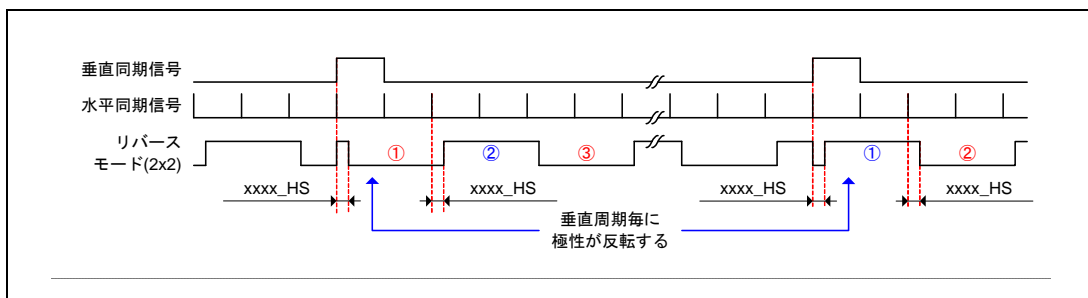 垂直同期信号
水平同期信号
リバース
モード(2x2)
① ② ③ ① ②
xxxx_HS xxxx_HS xxxx_HS xxxx_HS
垂直周期毎に
極性が反転する